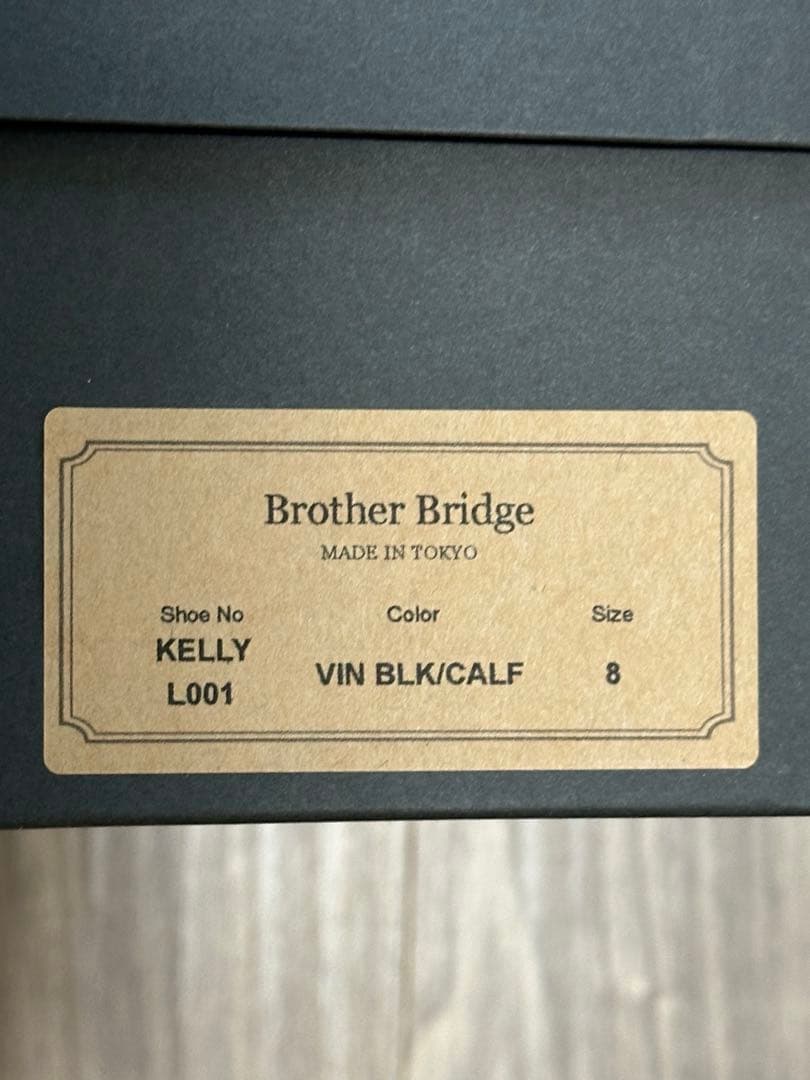 Brother Bridge
MADE IN TOKYO
Shoe No Color Size
KELLY
L001 VIN BLK/CALF 8